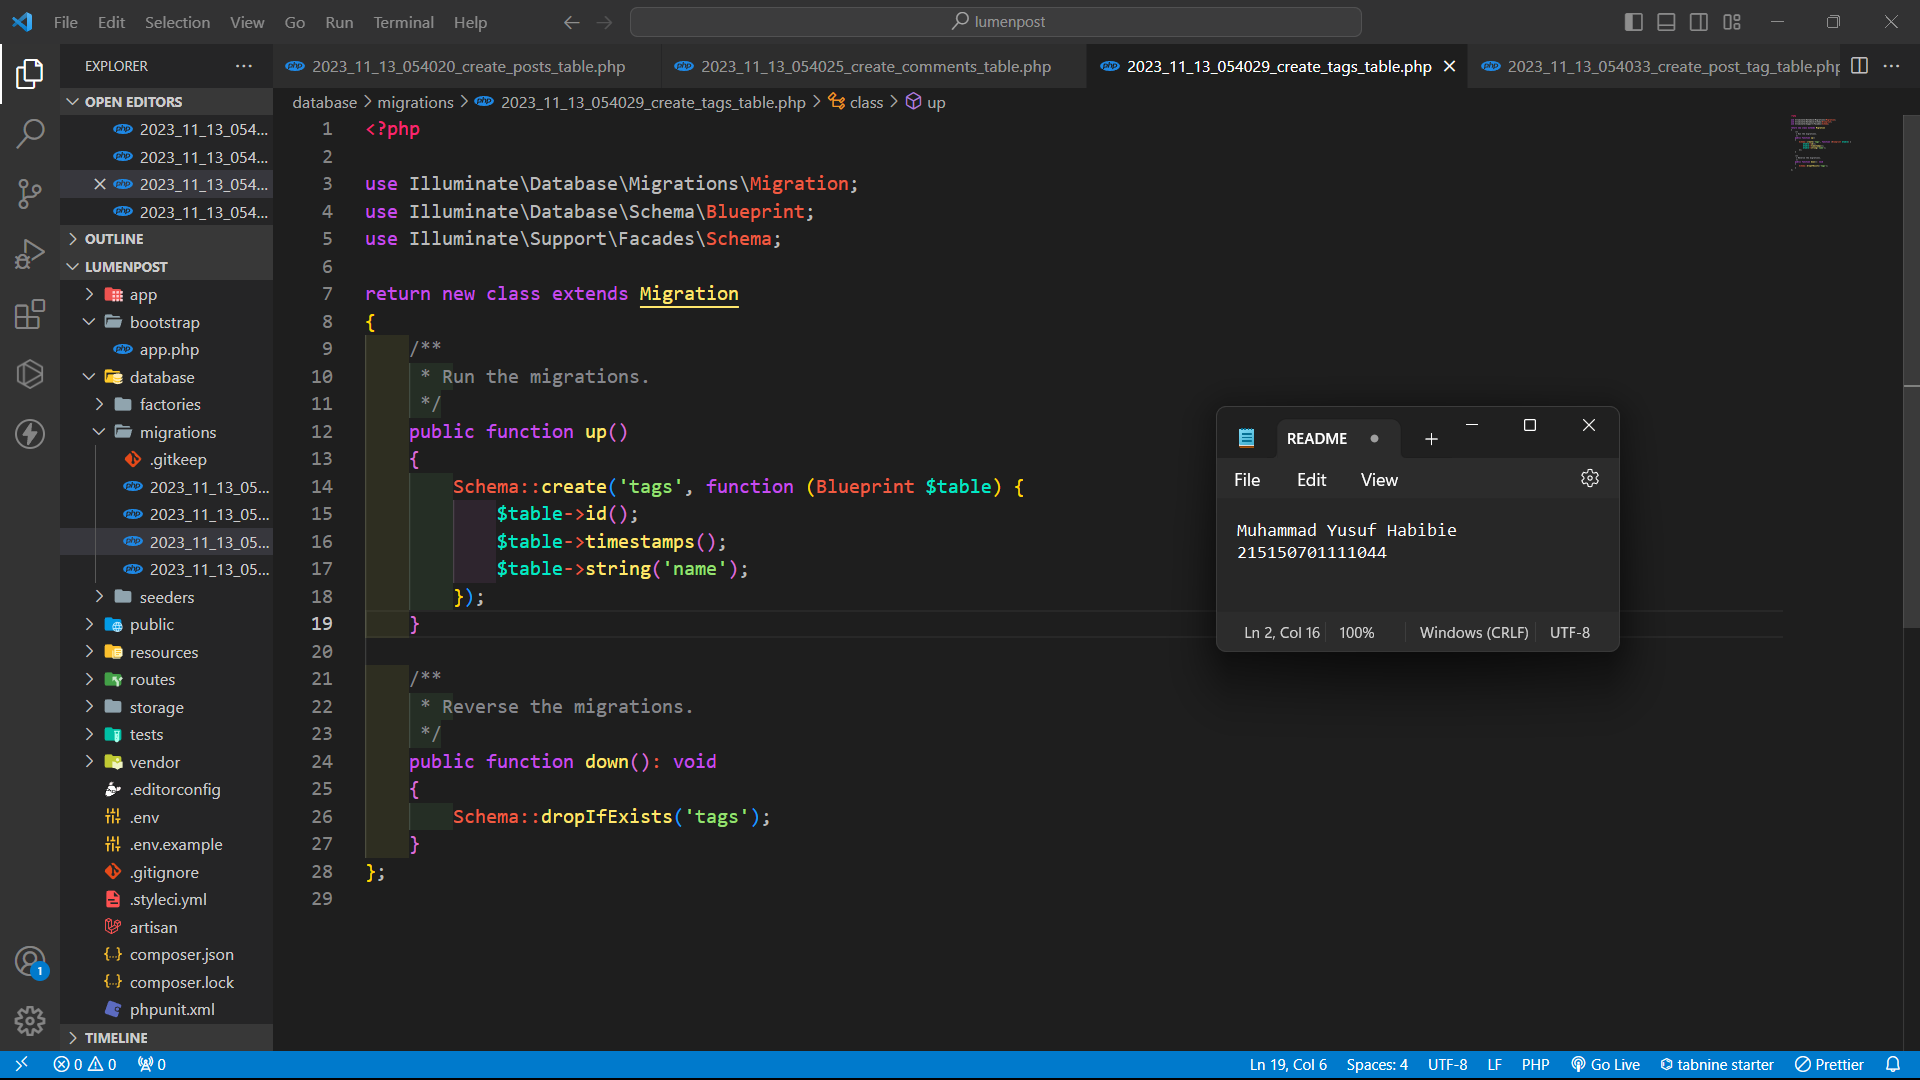 File Edit Selection View Go Run Terminal Help
lumenpost
EXPLORER
2023_11_13_054020_create_posts_table.php
2023_11_13_054025_create_comments_table.php
2023_11_13_054029_create_tags_table.php
2023_11_13_054033_create_post_tag_table.php
database > migrations > 2023_11_13_054029_create_tags_table.php > class > up
OPEN EDITORS
2023_11_13_054...
2023_11_13_054...
2023_11_13_054...
2023_11_13_054...
OUTLINE
LUMENPOST
app
bootstrap
app.php
database
factories
migrations
.gitkeep
2023_11_13_05...
2023_11_13_05...
2023_11_13_05...
2023_11_13_05...
seeders
public
resources
routes
storage
tests
vendor
.editorconfig
.env
.env.example
.gitignore
.styleci.yml
artisan
composer.json
composer.lock
phpunit.xml
TIMELINE
1 <?php
2
3 use Illuminate\Database\Migrations\Migration;
4 use Illuminate\Database\Schema\Blueprint;
5 use Illuminate\Support\Facades\Schema;
6
7 return new class extends Migration
8 {
9 /**
10 * Run the migrations.
11 */
12 public function up()
13 {
14 Schema::create('tags', function (Blueprint $table) {
15 $table->id();
16 $table->timestamps();
17 $table->string('name');
18 });
19 }
20
21 /**
22 * Reverse the migrations.
23 */
24 public function down(): void
25 {
26 Schema::dropIfExists('tags');
27 }
28 };
29
README
File Edit View
Muhammad Yusuf Habibie
215150701111044
Ln 2, Col 16 100% Windows (CRLF) UTF-8
1
0 0 0
Ln 19, Col 6 Spaces: 4 UTF-8 LF PHP Go Live tabnine starter Prettier